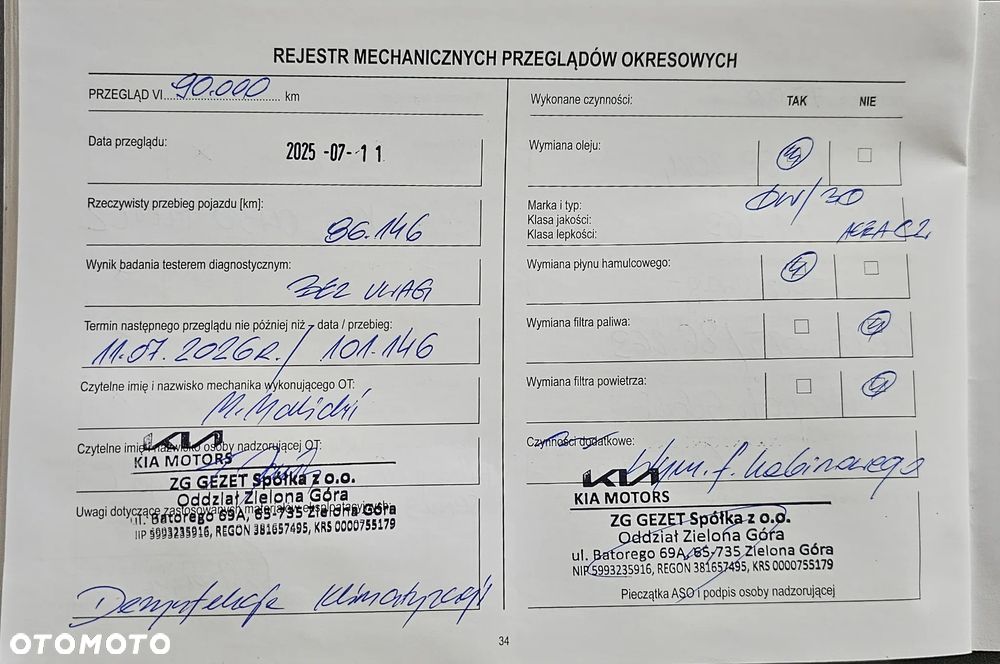 REJESTR MECHANICZNYCH PRZEGLĄDÓW OKRESOWYCH
PRZEGLĄD VI 90.000 km
Data przeglądu:
2025 -07- 11
Rzeczywisty przebieg pojazdu [km]:
86.146
Wynik badania testerem diagnostycznym:
BEZ UWAG
Termin następnego przeglądu nie później niż - data / przebieg:
11.07.2026r./ 101.146
Czytelne imię i nazwisko mechanika wykonującego OT:
Czytelne imię i nazwisko osoby nadzorującej OT:
KIA
KIA MOTORS
ZG GEZET Spółka z o.o.
Oddział Zielona Góra
Uwagi dotyczące zastosowanych materiałów eksploatacyjnych:
ul. Batorego 69A, 65-735 Zielona Góra
NIP 5993235916, REGON 381657495, KRS 0000755179
Dezynfekcja klimatyzacji
Wykonane czynności: TAK NIE
Wymiana oleju:
Marka i typ:
0W/30
Klasa jakości:
Klasa lepkości:
ACEA C2
Wymiana płynu hamulcowego:
Wymiana filtra paliwa:
Wymiana filtra powietrza:
Czynności dodatkowe:
Wym. f. kabinowego
KIA
KIA MOTORS
ZG GEZET Spółka z o.o.
Oddział Zielona Góra
ul. Batorego 69A, 65-735 Zielona Góra
NIP 5993235916, REGON 381657495, KRS 0000755179
Pieczątka ASO i podpis osoby nadzorującej
34
OTOMOTO